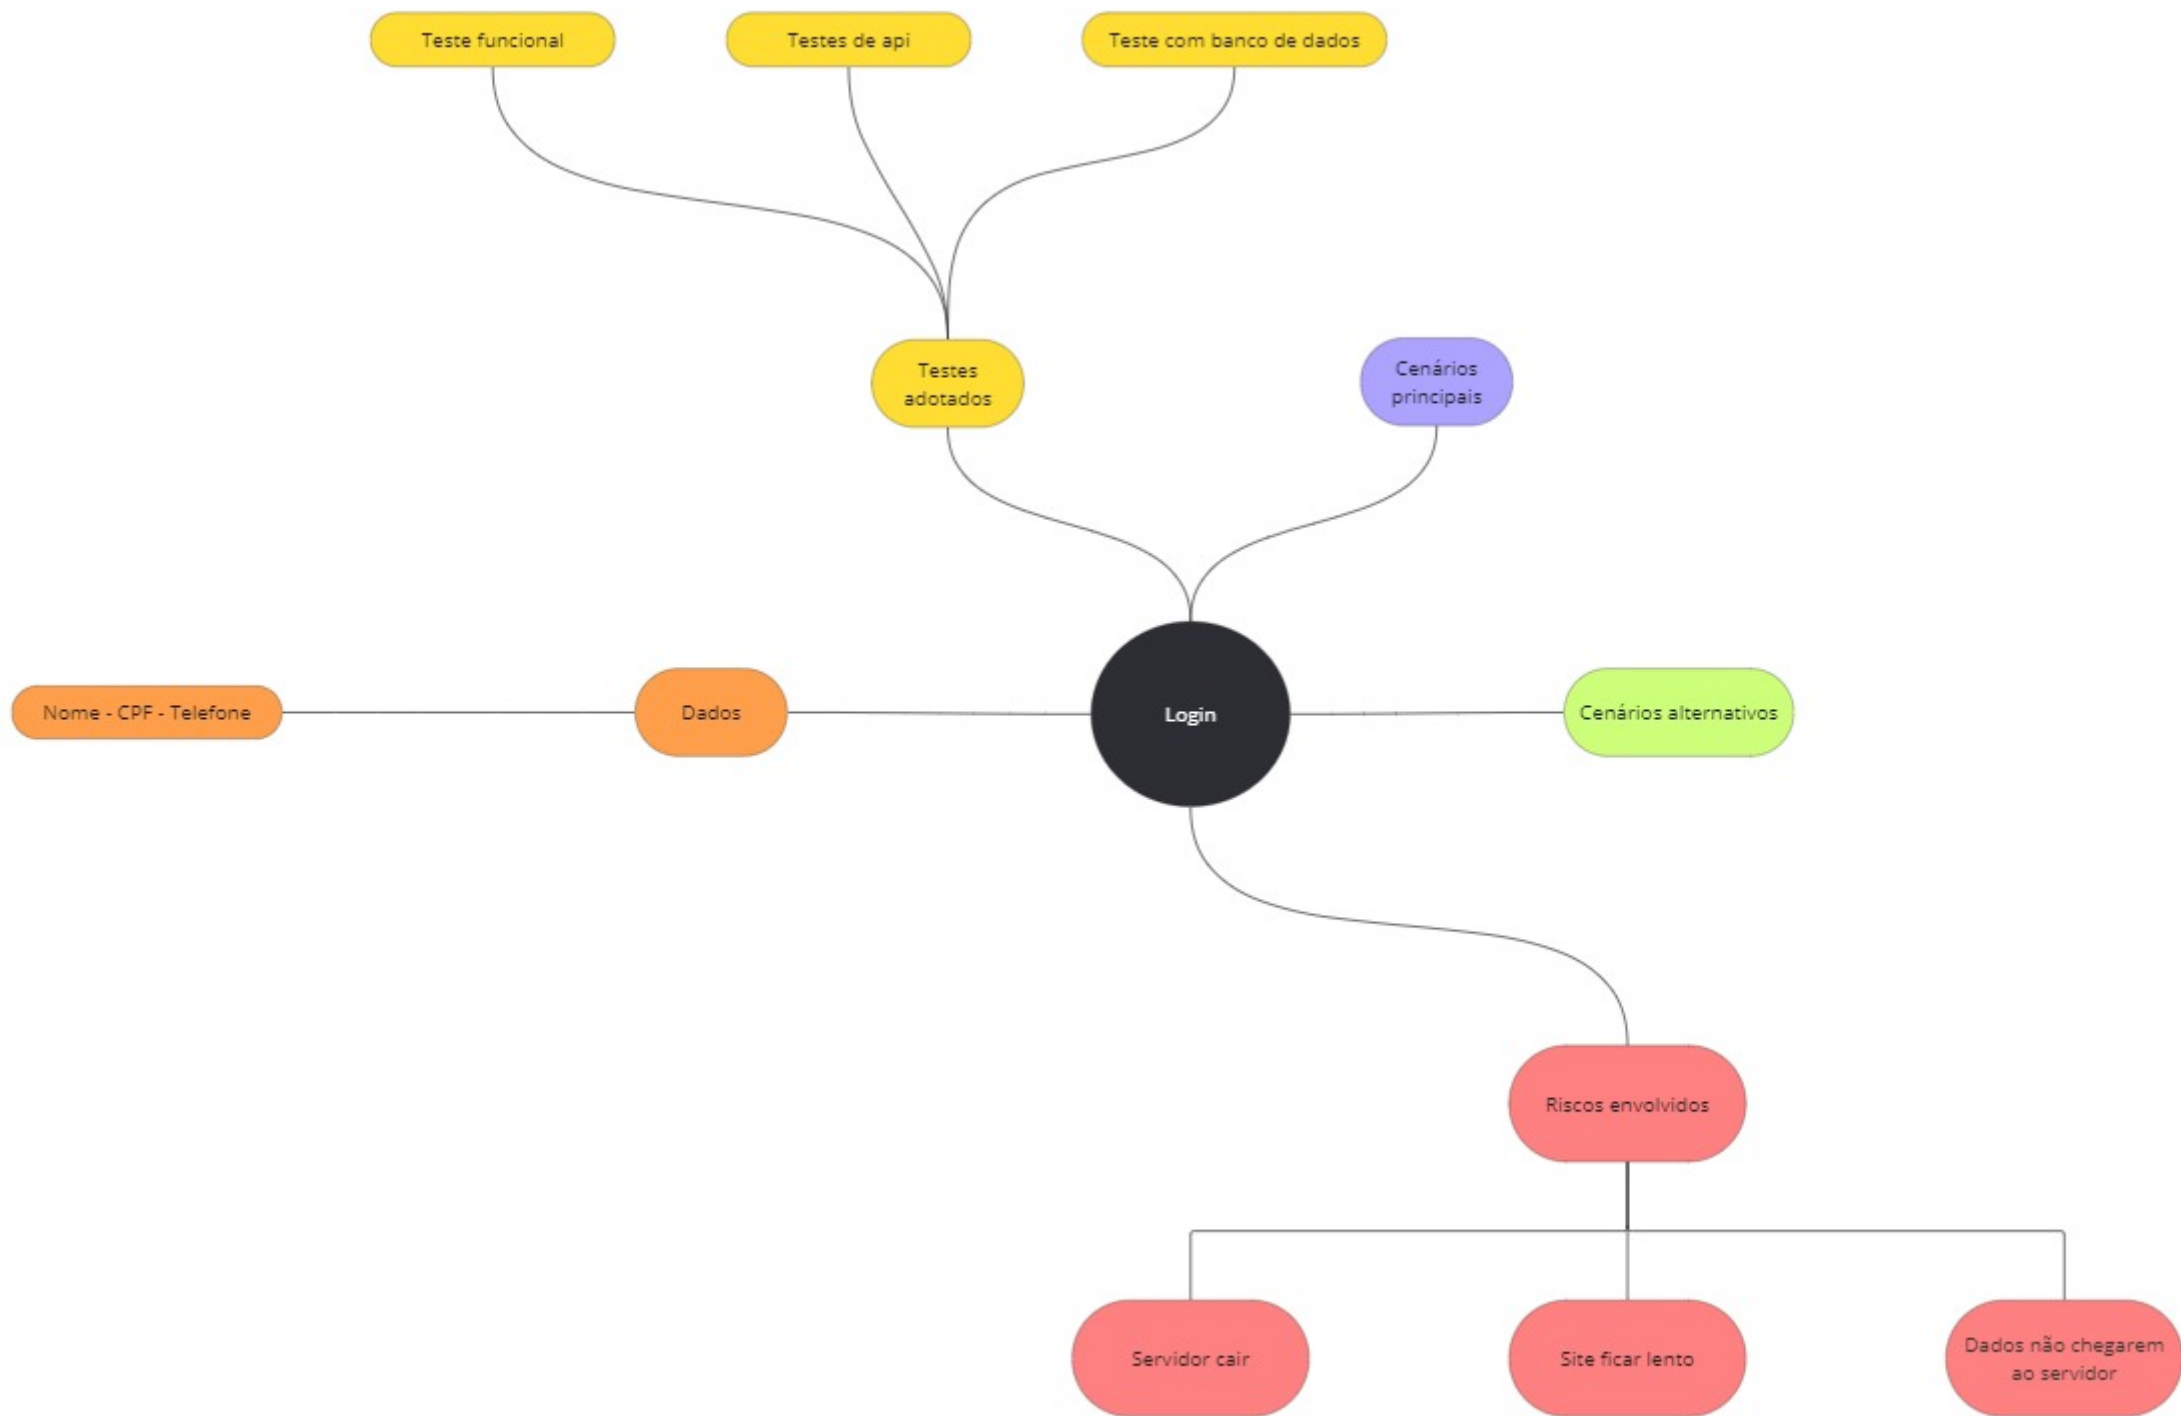 Teste funcional
Testes de api
Teste com banco de dados
Testes
adotados
Cenários
principais
Nome - CPF - Telefone
Dados
Login
Cenários alternativos
Riscos envolvidos
Servidor cair
Site ficar lento
Dados não chegarem
ao servidor